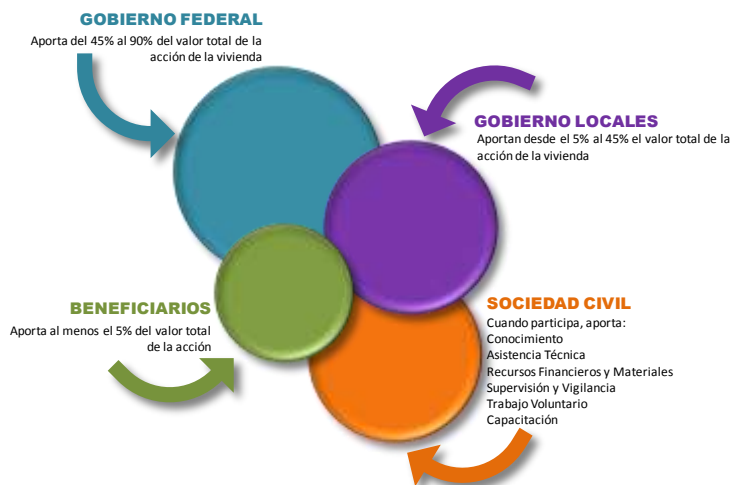 GOBIERNO FEDERAL
Aporta del 45% al 90% del valor total de la
acción de la vivienda
GOBIERNO LOCALES
Aportan desde el 5% al 45% el valor total de la
acción de la vivienda
BENEFICIARIOS
Aporta al menos el 5% del valor total
de la acción
SOCIEDAD CIVIL
Cuando participa, aporta:
Conocimiento
Asistencia Técnica
Recursos Financieros y Materiales
Supervisión y Vigilancia
Trabajo Voluntario
Capacitación